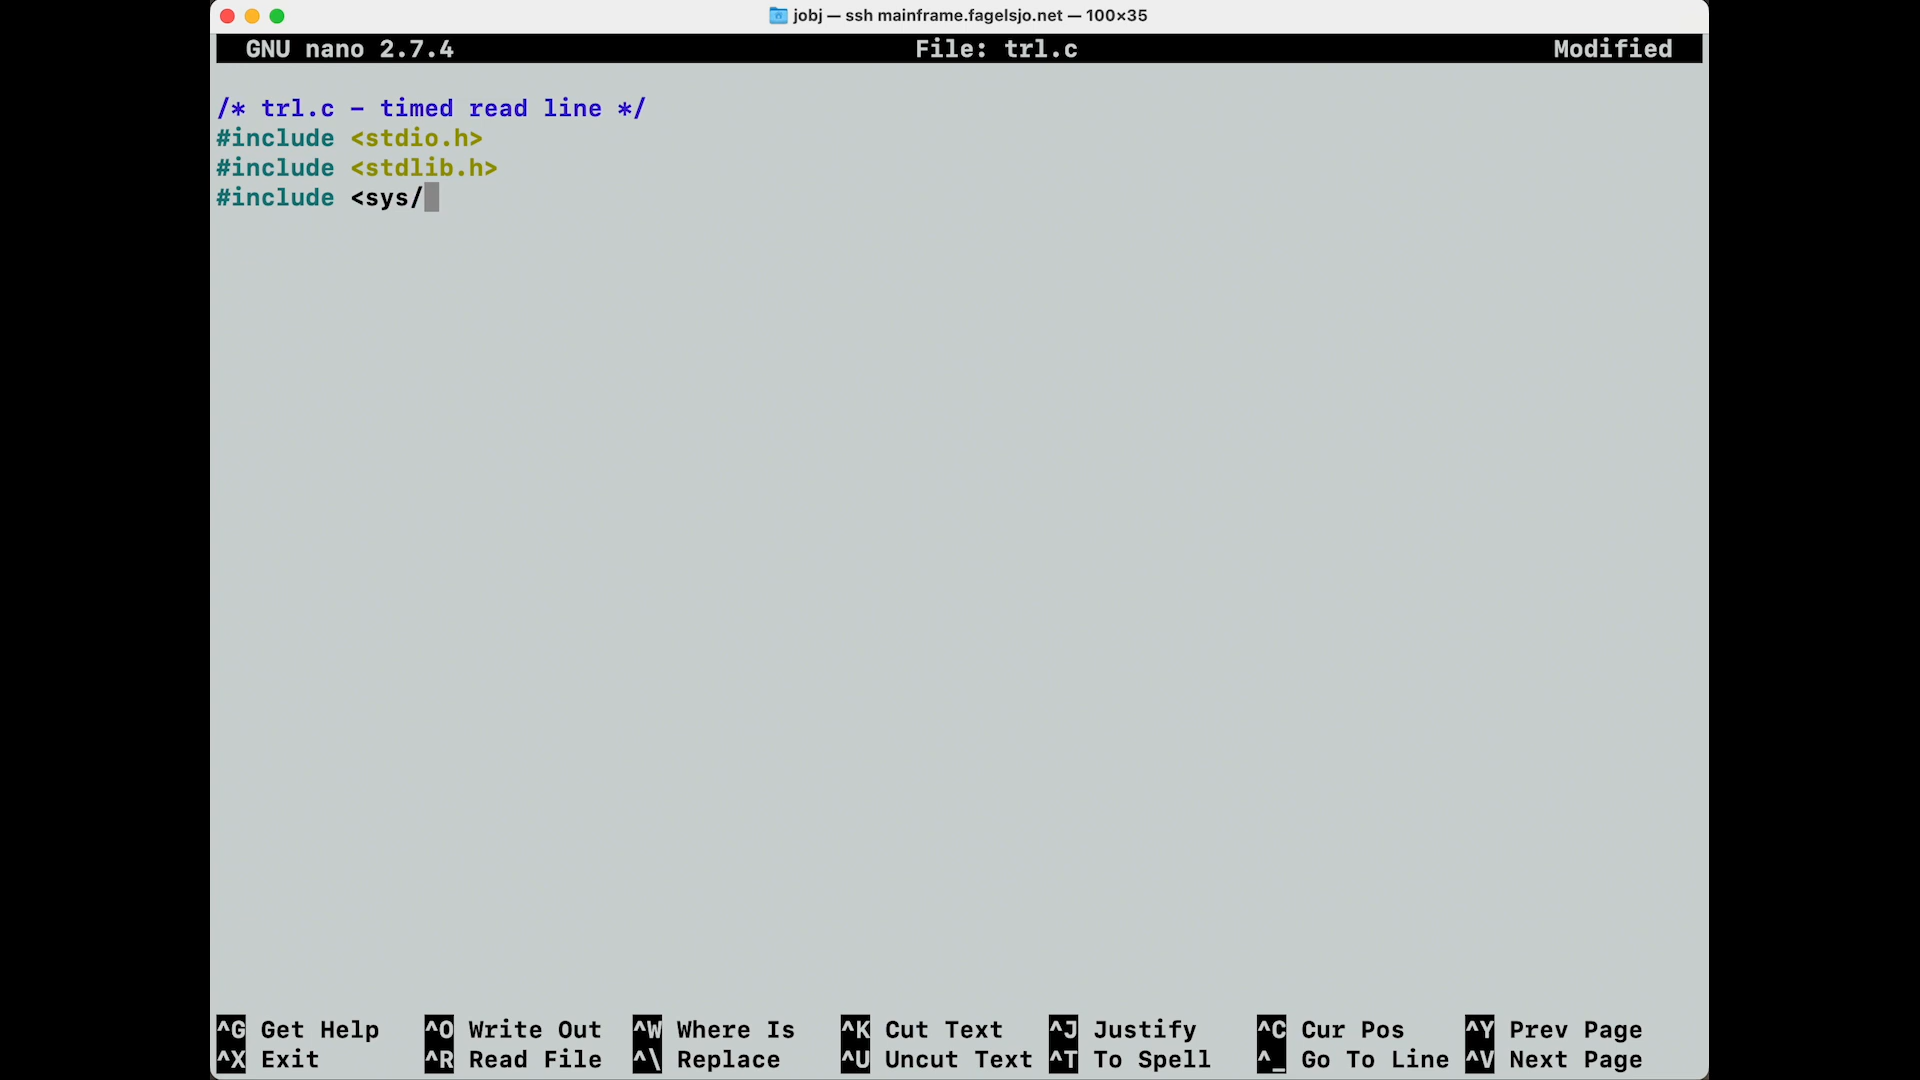 jobj — ssh mainframe.fagelsjo.net — 100×35
GNU nano 2.7.4 File: trl.c Modified
/* trl.c - timed read line */
#include <stdio.h>
#include <stdlib.h>
#include <sys/
^G Get Help ^O Write Out ^W Where Is ^K Cut Text ^J Justify ^C Cur Pos ^Y Prev Page
^X Exit ^R Read File ^\ Replace ^U Uncut Text ^T To Spell ^_ Go To Line ^V Next Page